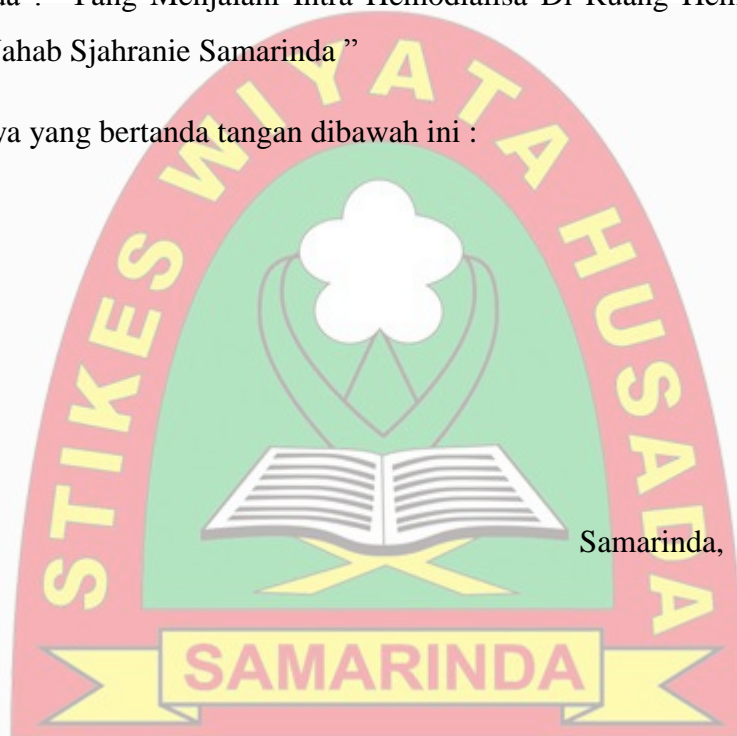 Yang Menjalani Intra Hemodialisa Di Ruang
Sjahranie Samarinda ”
yang bertanda tangan dibawah ini :
STIKES WIYATA HUSADA
Samarinda,
SAMARINDA